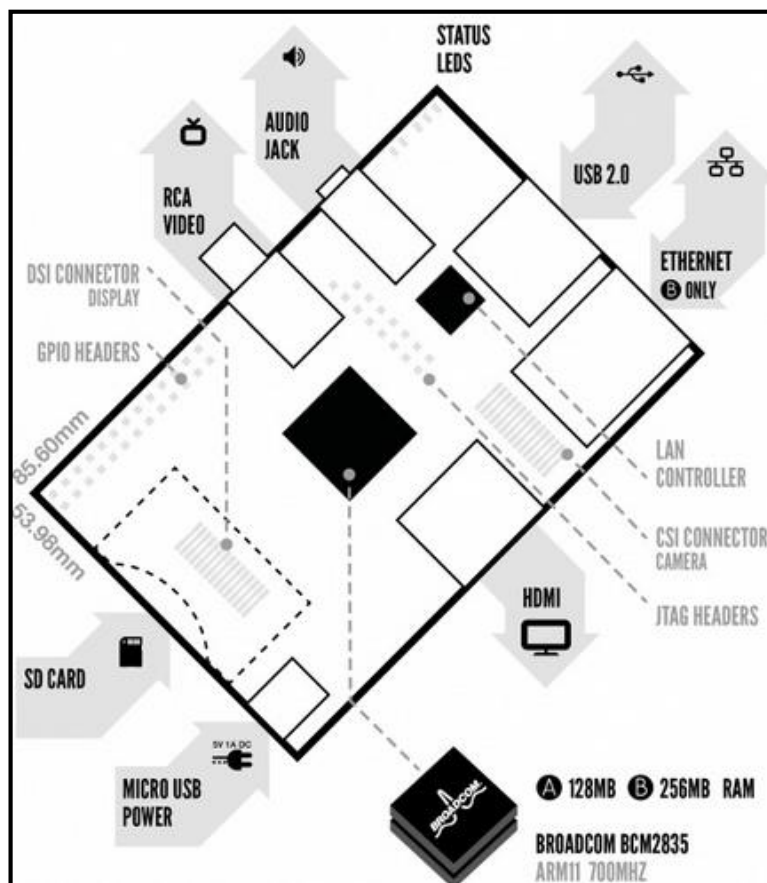 STATUS
LEDS
AUDIO
JACK
USB 2.0
RCA
VIDEO
ETHERNET
B ONLY
DSI CONNECTOR
DISPLAY
GPIO HEADERS
85.60mm
53.98mm
LAN
CONTROLLER
CSI CONNECTOR
CAMERA
JTAG HEADERS
HDMI
SD CARD
5V 1A DC
MICRO USB
POWER
BROADCOM
A 128MB B 256MB RAM
BROADCOM BCM2835
ARM11 700MHZ